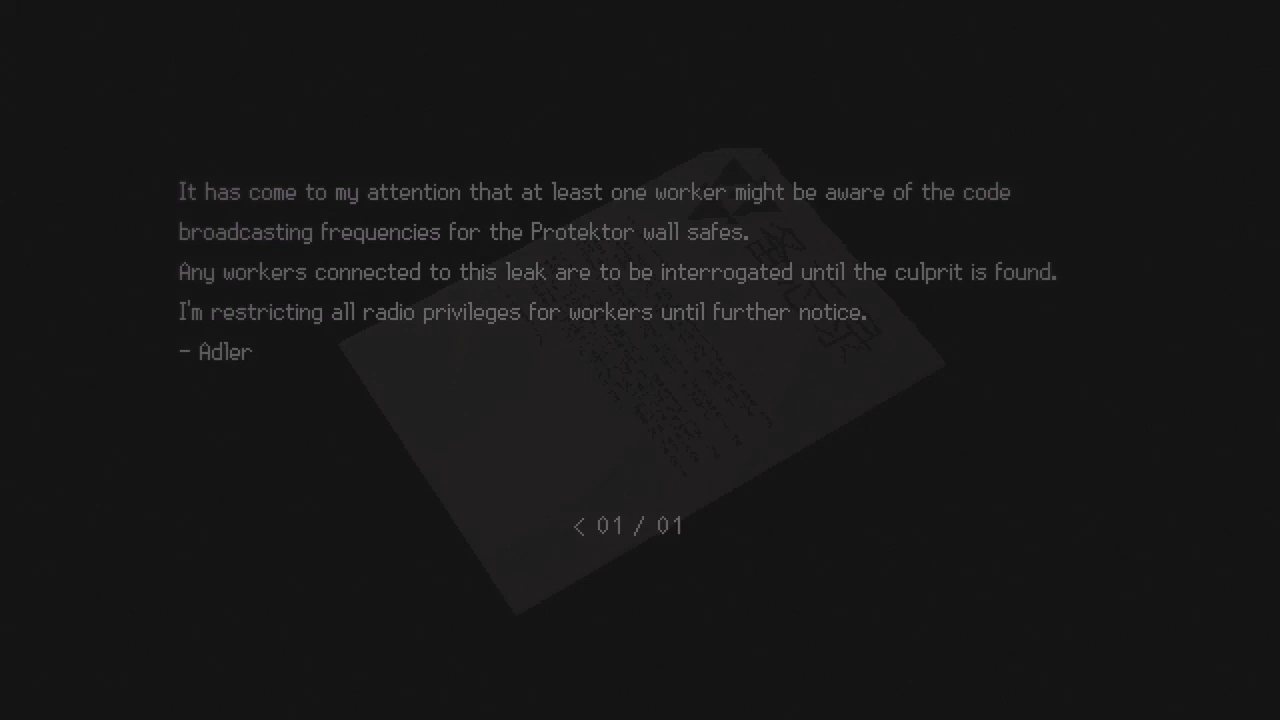 It has come to my attention that at least one worker might be aware of the code
broadcasting frequencies for the Protektor wall safes.
Any workers connected to this leak are to be interrogated until the culprit is found.
I'm restricting all radio privileges for workers until further notice.
- Adler
< 01 / 01